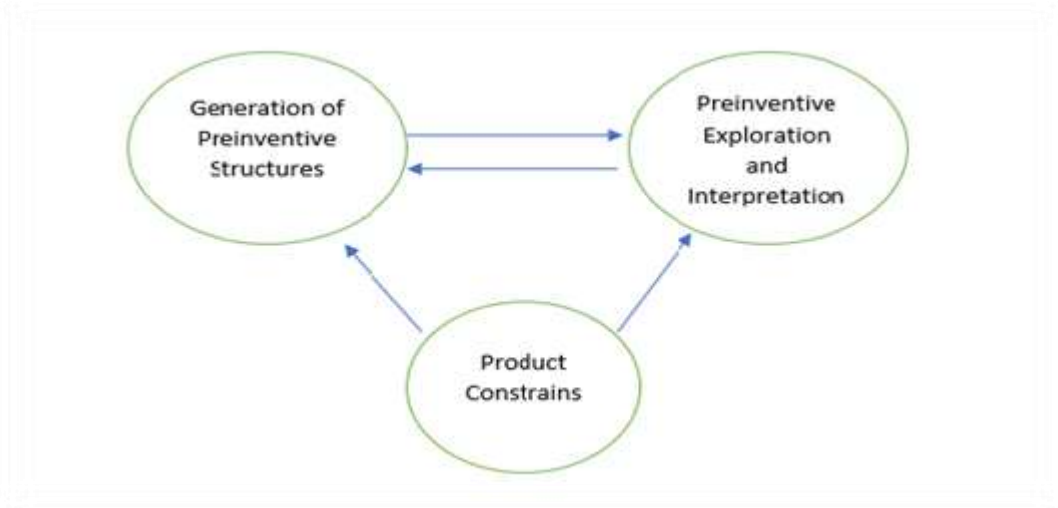 Generation of
Preinventive
Structures
Preinventive
Exploration
and
Interpretation
Product
Constrains